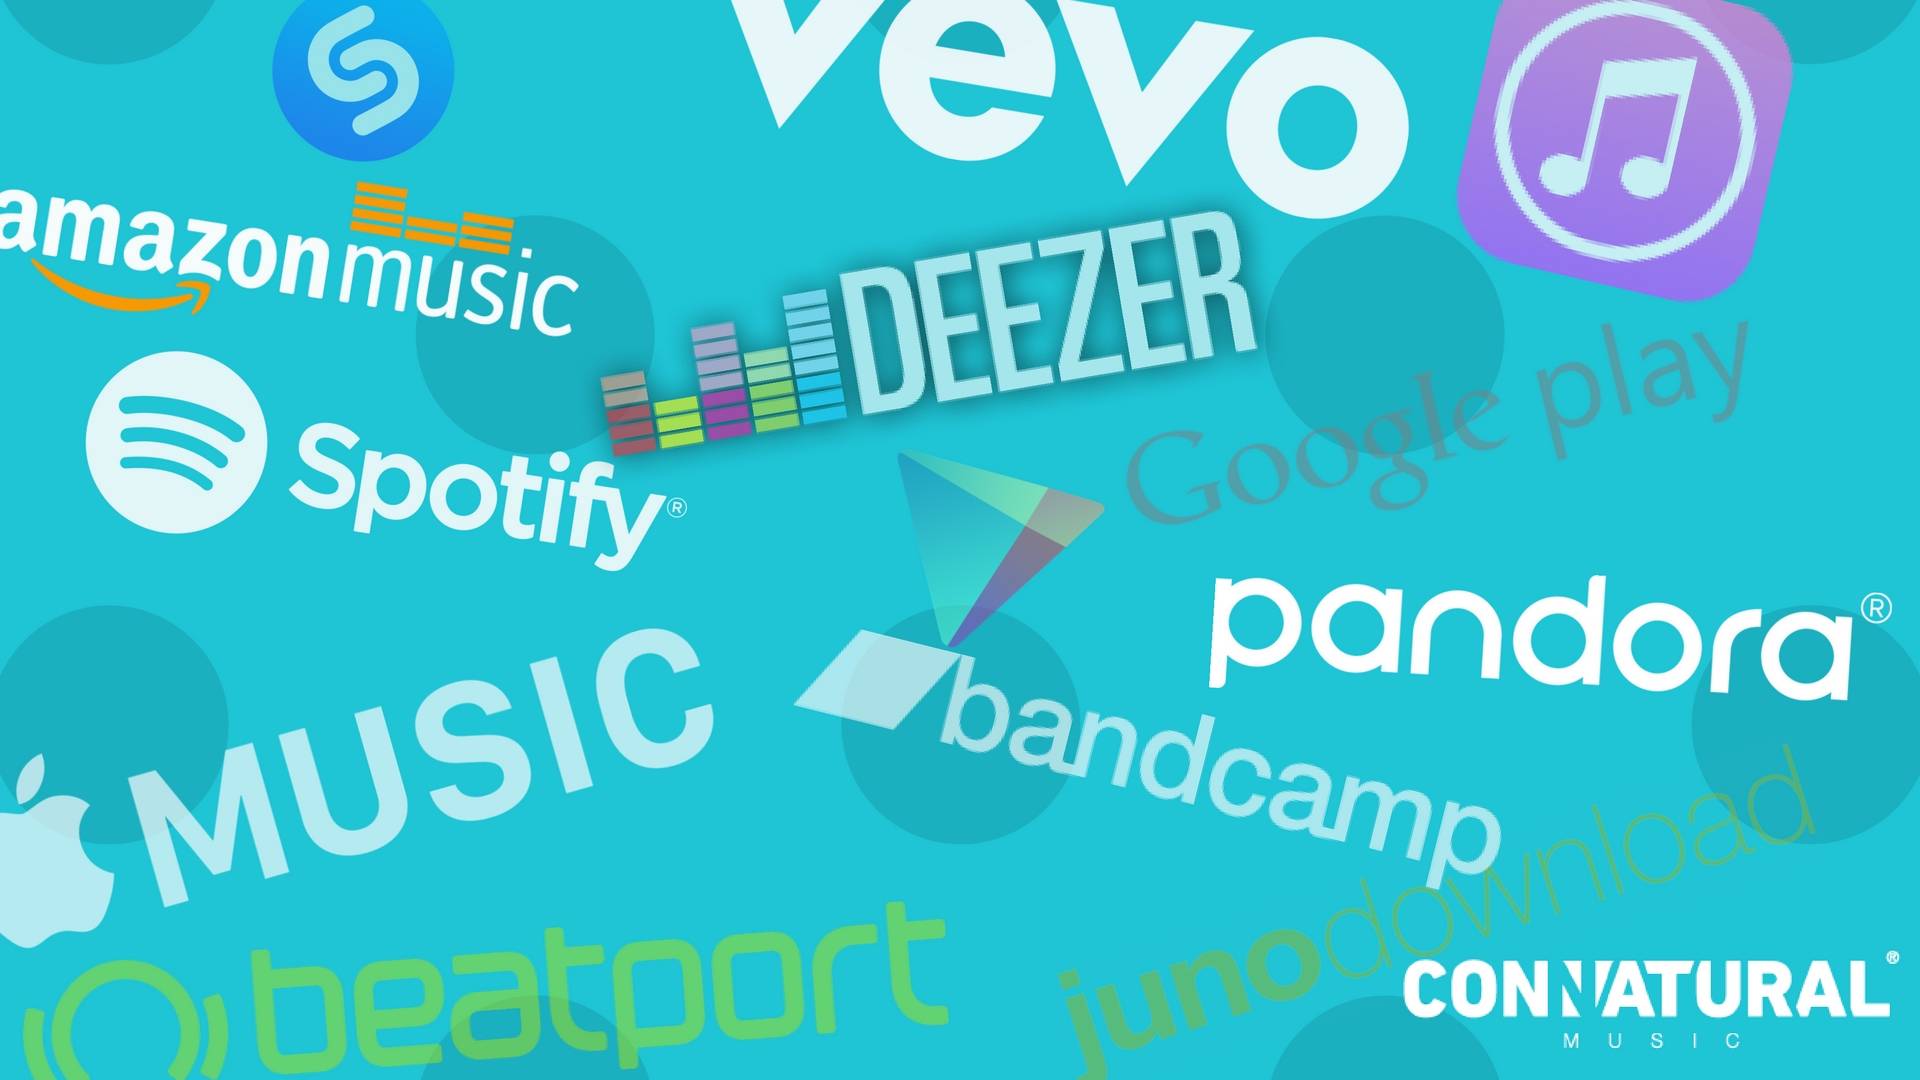 vevo
amazon music
DEEZER
Google play
Spotify®
pandora®
MUSIC
bandcamp
junodownload
beatport
CONNATURAL®
MUSIC